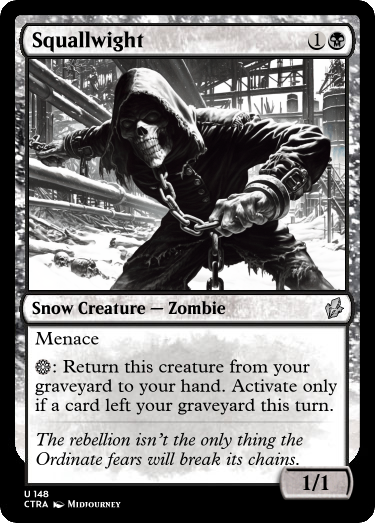 Squallwight 1
Snow Creature — Zombie
Menace
: Return this creature from your
graveyard to your hand. Activate only
if a card left your graveyard this turn.
The rebellion isn't the only thing the
Ordinate fears will break its chains.
1/1
U 148
CTRA Midjourney